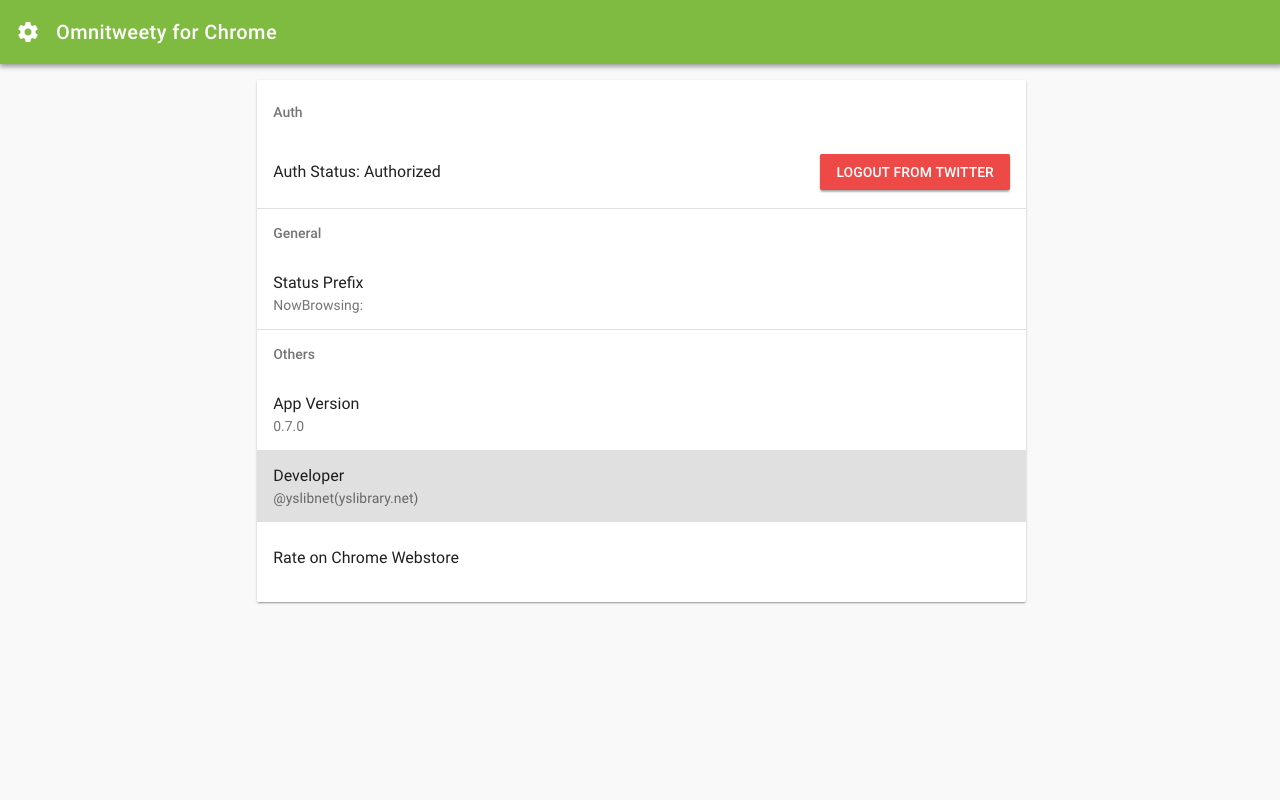 Omnitweety for Chrome
Auth
Auth Status: Authorized
LOGOUT FROM TWITTER
General
Status Prefix
NowBrowsing:
Others
App Version
0.7.0
Developer
@yslibnet(yslibrary.net)
Rate on Chrome Webstore